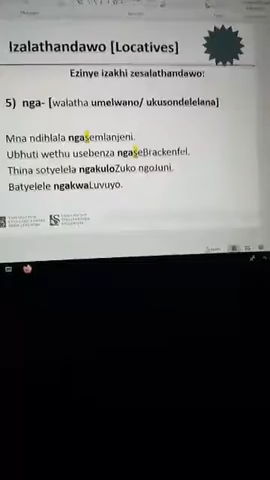 Izalathandawo [Locatives]
Ezinye izakhi zesalathandawo:
5) nga- [walatha umelwano/ ukusondelelana]
Mna ndihlala ngasemlanjeni.
Ubhuti wethu usebenza ngaseBrackenfel.
Thina sotyelela ngakuloZuko ngoJuni.
Batyelele ngakwaLuvuyo.